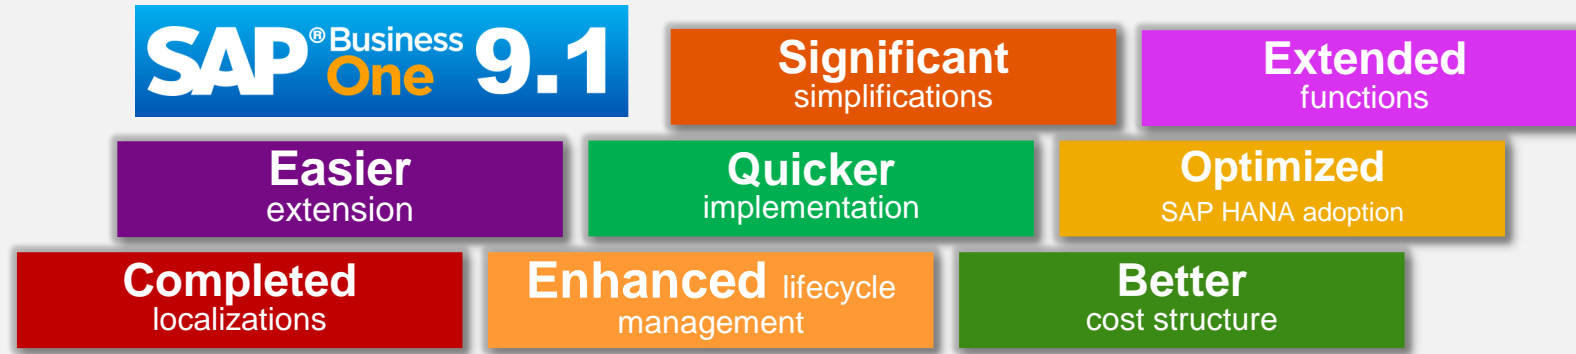 SAP® Business One 9.1
Significant
simplifications
Extended
functions
Easier
extension
Quicker
implementation
Optimized
SAP HANA adoption
Completed
localizations
Enhanced lifecycle
management
Better
cost structure